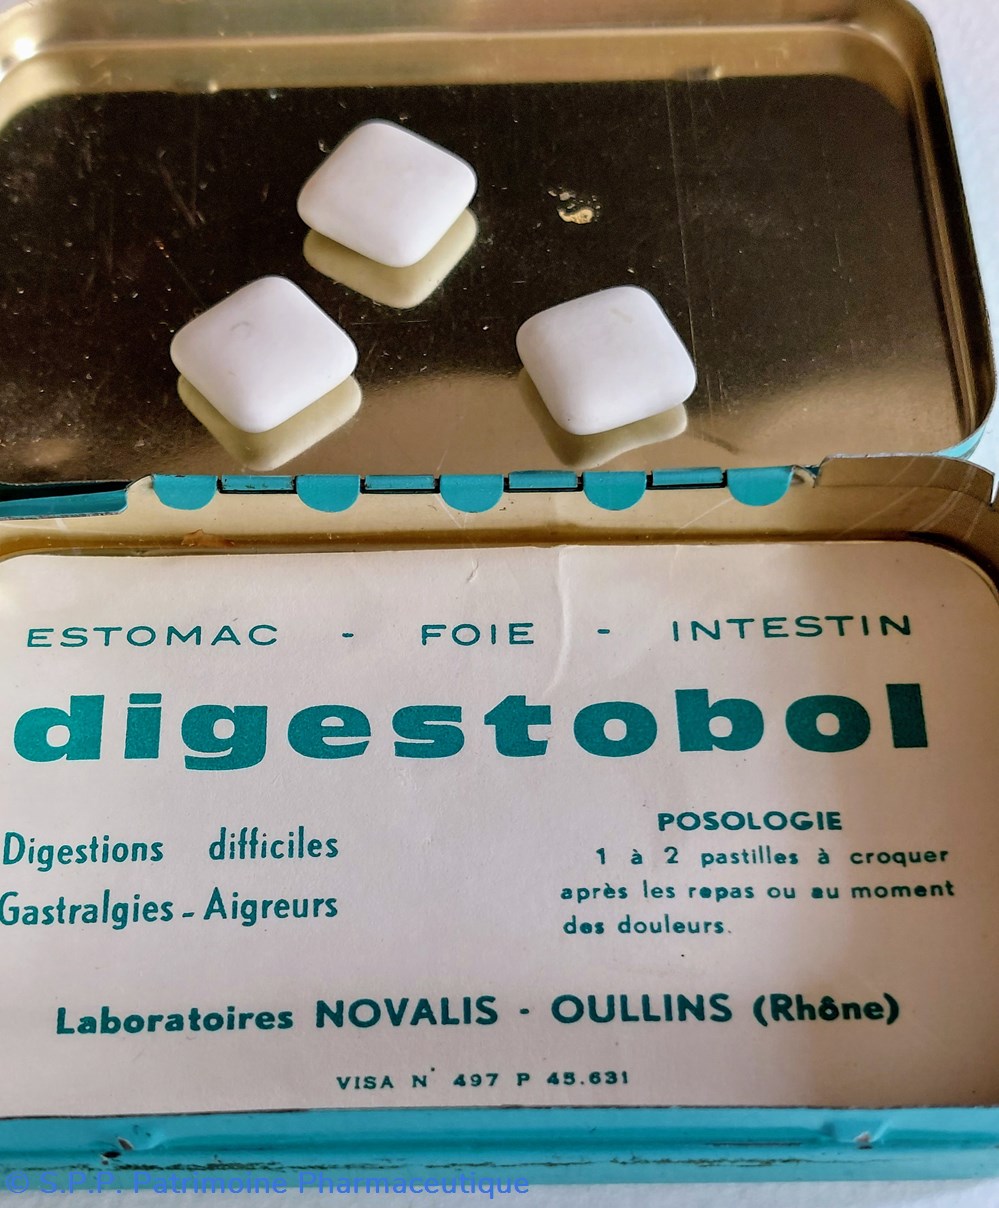 ESTOMAC - FOIE - INTESTIN
digestobol
Digestions difficiles
Gastralgies - Aigreurs
POSOLOGIE
1 à 2 pastilles à croquer
après les repas ou au moment
des douleurs.
Laboratoires NOVALIS - OULLINS (Rhône)
VISA N° 497 P 45.631
© S.P.P. Patrimoine Pharmaceutique